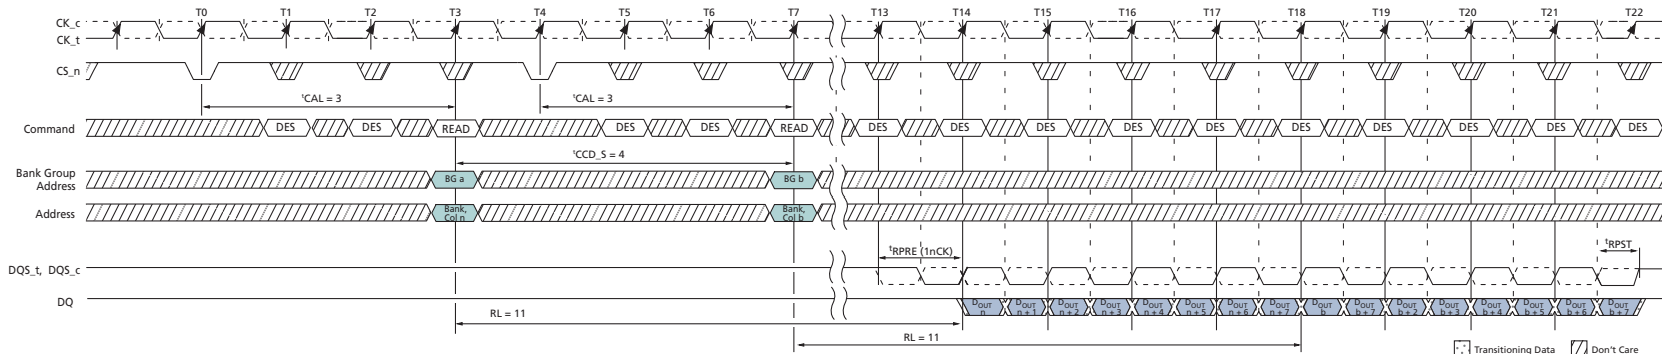 T0 T1 T2 T3 T4 T5 T6 T7 T13 T14 T15 T16 T17 T18 T19 T20 T21 T22
CK_c
CK_t
CS_n
tCAL = 3 tCAL = 3
Command DES DES READ DES DES READ DES DES DES DES DES DES DES DES DES DES
tCCD_S = 4
Bank Group
Address
BG a BG b
Address
Bank,
Col n
Bank,
Col b
tRPRE (1nCK) tRPST
DQS_t, DQS_c
DQ
DOUT
n
DOUT
n + 1
DOUT
n + 2
DOUT
n + 3
DOUT
n + 4
DOUT
n + 5
DOUT
n + 6
DOUT
n + 7
DOUT
b
DOUT
b + 7
DOUT
b + 2
DOUT
b + 3
DOUT
b + 4
DOUT
b + 5
DOUT
b + 6
DOUT
b + 7
RL = 11
RL = 11
Transitioning Data Don't Care